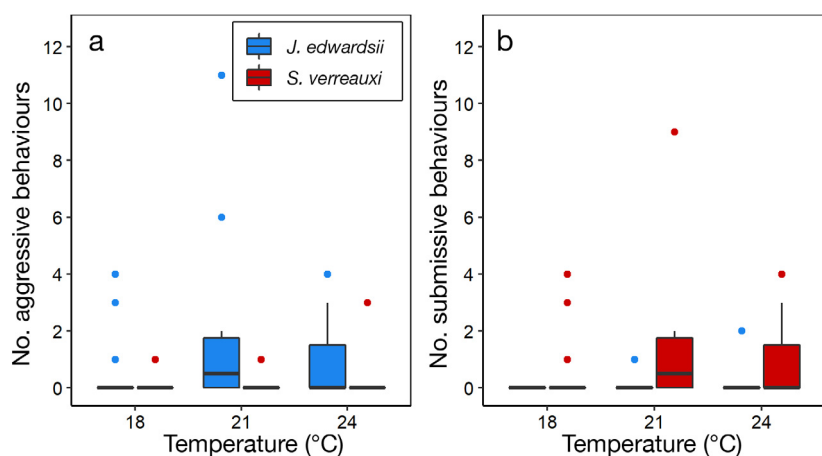 a
J. edwardsii
S. verreauxi
No. aggressive behaviours
12
10
8
6
4
2
0
18
21
24
Temperature (°C)
b
No. submissive behaviours
12
10
8
6
4
2
0
18
21
24
Temperature (°C)